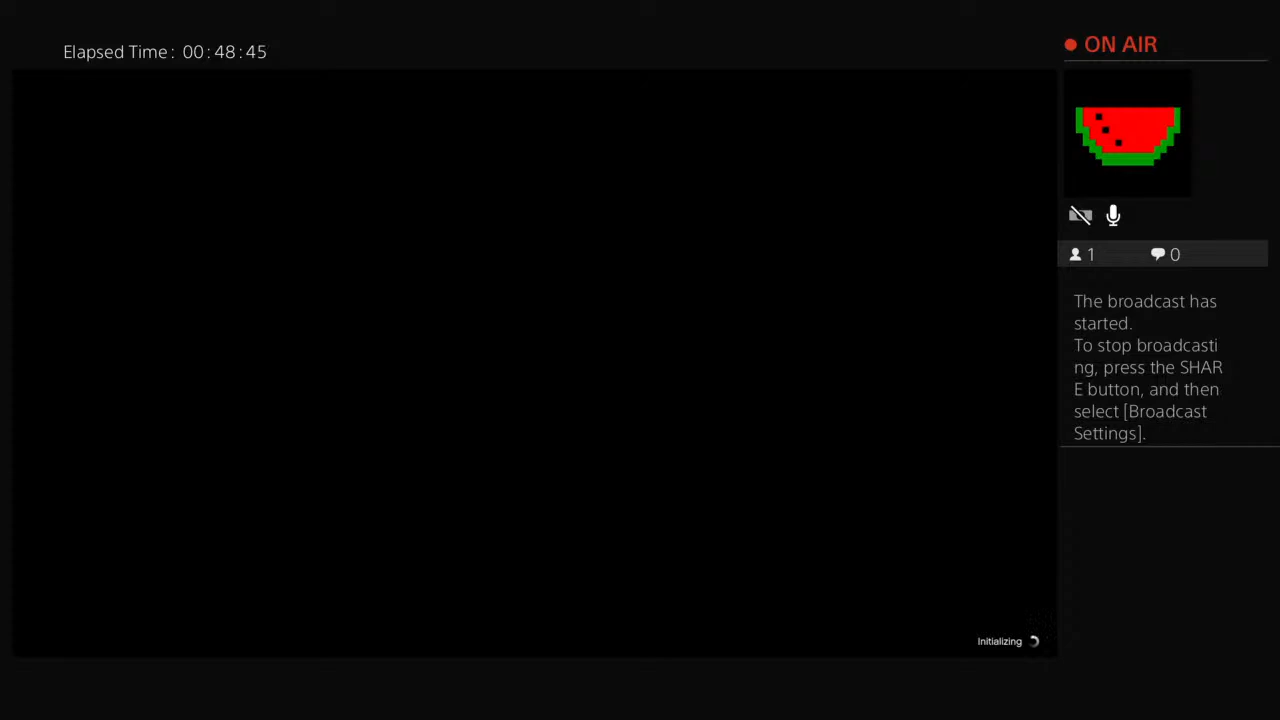 Elapsed Time: 00:48:45
ON AIR
1 0
The broadcast has
started.
To stop broadcasti
ng, press the SHAR
E button, and then
select [Broadcast
Settings].
Initializing